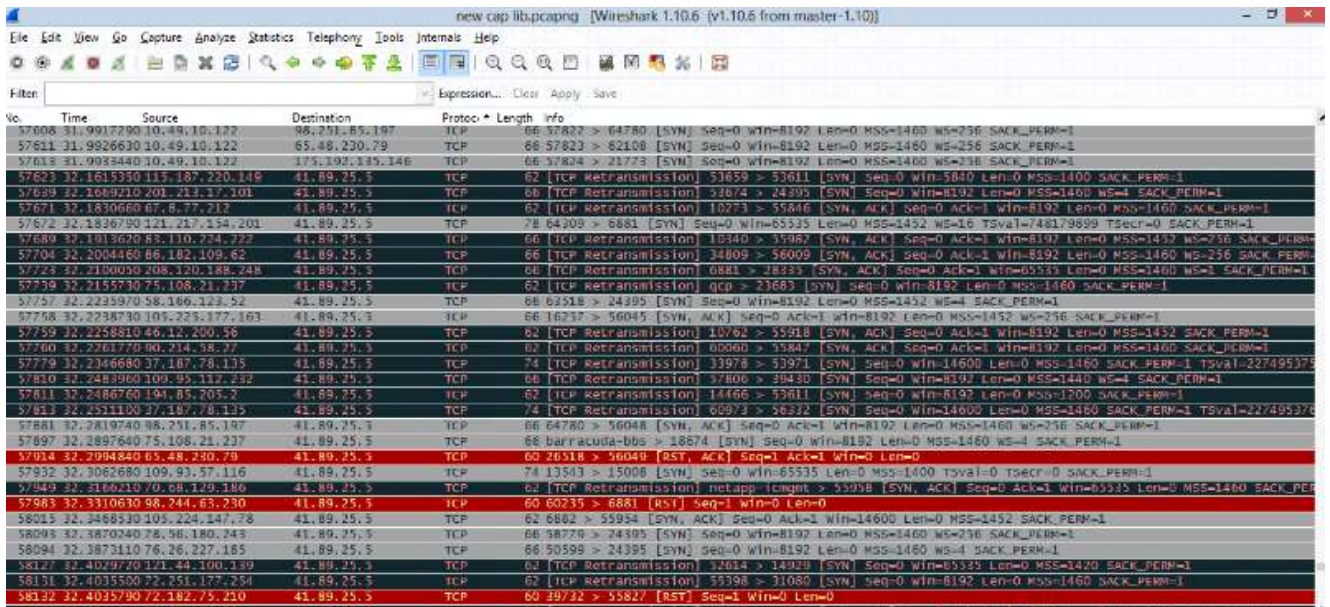 new cap lib.pcapng [Wireshark 1.10.6 (v1.10.6 from master-1.10)]
File Edit View Go Capture Analyze Statistics Telephony Tools Internals Help
Filter: Expression... Clear Apply Save
No. Time Source Destination Protoc Length Info
57608 31.9917290 10.49.10.122 98.251.85.197 TCP 66 57822 > 64780 [SYN] Seq=0 Win=8192 Len=0 MSS=1460 WS=256 SACK_PERM=1
57611 31.9926630 10.49.10.122 65.48.230.79 TCP 66 57823 > 62108 [SYN] Seq=0 Win=8192 Len=0 MSS=1460 WS=256 SACK_PERM=1
57613 31.9933440 10.49.10.122 175.192.135.146 TCP 66 57824 > 21773 [SYN] Seq=0 Win=8192 Len=0 MSS=1460 WS=256 SACK_PERM=1
57623 32.1615350 115.187.220.149 41.89.25.5 TCP 62 [TCP Retransmission] 53659 > 53611 [SYN] Seq=0 Win=5840 Len=0 MSS=1400 SACK_PERM=1
57639 32.1669210 201.213.17.101 41.89.25.5 TCP 66 [TCP Retransmission] 53674 > 24395 [SYN] Seq=0 Win=8192 Len=0 MSS=1460 WS=4 SACK_PERM=1
57671 32.1830660 67.8.77.212 41.89.25.5 TCP 62 [TCP Retransmission] 10273 > 55846 [SYN, ACK] Seq=0 Ack=1 Win=8192 Len=0 MSS=1460 SACK_PERM=1
57672 32.1836790 121.217.154.201 41.89.25.5 TCP 78 64309 > 6881 [SYN] Seq=0 Win=65535 Len=0 MSS=1452 WS=16 TSval=748179899 TSecr=0 SACK_PERM=1
57689 32.1913620 83.110.224.222 41.89.25.5 TCP 66 [TCP Retransmission] 10340 > 55982 [SYN, ACK] Seq=0 Ack=1 Win=8192 Len=0 MSS=1452 WS=256 SACK_PERM=
57704 32.2004460 86.182.109.62 41.89.25.5 TCP 66 [TCP Retransmission] 34809 > 56009 [SYN, ACK] Seq=0 Ack=1 Win=8192 Len=0 MSS=1460 WS=256 SACK_PERM=
57723 32.2100050 208.120.188.248 41.89.25.5 TCP 66 [TCP Retransmission] 6881 > 28335 [SYN, ACK] Seq=0 Ack=1 Win=65535 Len=0 MSS=1460 WS=1 SACK_PERM=1
57739 32.2155730 75.108.21.237 41.89.25.5 TCP 62 [TCP Retransmission] qcp > 23683 [SYN] Seq=0 Win=8192 Len=0 MSS=1460 SACK_PERM=1
57757 32.2235970 58.166.123.52 41.89.25.5 TCP 66 63518 > 24395 [SYN] Seq=0 Win=8192 Len=0 MSS=1452 WS=4 SACK_PERM=1
57758 32.2238730 105.225.177.163 41.89.25.5 TCP 66 16237 > 56045 [SYN, ACK] Seq=0 Ack=1 Win=8192 Len=0 MSS=1452 WS=256 SACK_PERM=1
57759 32.2258810 46.12.200.56 41.89.25.5 TCP 62 [TCP Retransmission] 10762 > 55918 [SYN, ACK] Seq=0 Ack=1 Win=8192 Len=0 MSS=1452 SACK_PERM=1
57760 32.2261770 90.214.58.27 41.89.25.5 TCP 62 [TCP Retransmission] 60060 > 55847 [SYN, ACK] Seq=0 Ack=1 Win=8192 Len=0 MSS=1460 SACK_PERM=1
57779 32.2346680 37.187.78.135 41.89.25.5 TCP 74 [TCP Retransmission] 33978 > 53971 [SYN] Seq=0 Win=14600 Len=0 MSS=1460 SACK_PERM=1 TSval=227495375
57810 32.2483960 109.95.112.232 41.89.25.5 TCP 66 [TCP Retransmission] 57806 > 39430 [SYN] Seq=0 Win=8192 Len=0 MSS=1440 WS=4 SACK_PERM=1
57811 32.2486760 194.85.205.2 41.89.25.5 TCP 62 [TCP Retransmission] 14466 > 53611 [SYN] Seq=0 Win=8192 Len=0 MSS=1200 SACK_PERM=1
57813 32.2511100 37.187.78.135 41.89.25.5 TCP 74 [TCP Retransmission] 60973 > 56332 [SYN] Seq=0 Win=14600 Len=0 MSS=1460 SACK_PERM=1 TSval=227495376
57881 32.2819740 98.251.85.197 41.89.25.5 TCP 66 64780 > 56048 [SYN, ACK] Seq=0 Ack=1 Win=8192 Len=0 MSS=1460 WS=256 SACK_PERM=1
57897 32.2897640 75.108.21.237 41.89.25.5 TCP 66 barracuda-bbs > 18674 [SYN] Seq=0 Win=8192 Len=0 MSS=1460 WS=4 SACK_PERM=1
57914 32.2994840 65.48.230.79 41.89.25.5 TCP 60 26518 > 56049 [RST, ACK] Seq=1 Ack=1 Win=0 Len=0
57932 32.3062680 109.93.57.116 41.89.25.5 TCP 74 13543 > 15008 [SYN] Seq=0 Win=65535 Len=0 MSS=1400 TSval=0 TSecr=0 SACK_PERM=1
57949 32.3166210 70.68.129.186 41.89.25.5 TCP 62 [TCP Retransmission] netapp-icmgmt > 55958 [SYN, ACK] Seq=0 Ack=1 Win=65535 Len=0 MSS=1460 SACK_PER
57983 32.3310630 98.244.63.230 41.89.25.5 TCP 60 60235 > 6881 [RST] Seq=1 Win=0 Len=0
58015 32.3468530 105.224.147.78 41.89.25.5 TCP 62 6882 > 55954 [SYN, ACK] Seq=0 Ack=1 Win=14600 Len=0 MSS=1452 SACK_PERM=1
58093 32.3870240 78.56.180.243 41.89.25.5 TCP 66 58779 > 24395 [SYN] Seq=0 Win=8192 Len=0 MSS=1460 WS=256 SACK_PERM=1
58094 32.3873110 76.26.227.185 41.89.25.5 TCP 66 50599 > 24395 [SYN] Seq=0 Win=8192 Len=0 MSS=1460 WS=4 SACK_PERM=1
58127 32.4029720 121.44.100.139 41.89.25.5 TCP 62 [TCP Retransmission] 52614 > 14929 [SYN] Seq=0 Win=65535 Len=0 MSS=1420 SACK_PERM=1
58131 32.4035500 72.251.177.254 41.89.25.5 TCP 62 [TCP Retransmission] 55398 > 31080 [SYN] Seq=0 Win=8192 Len=0 MSS=1460 SACK_PERM=1
58132 32.4035790 72.182.75.210 41.89.25.5 TCP 60 39732 > 55827 [RST] Seq=1 Win=0 Len=0